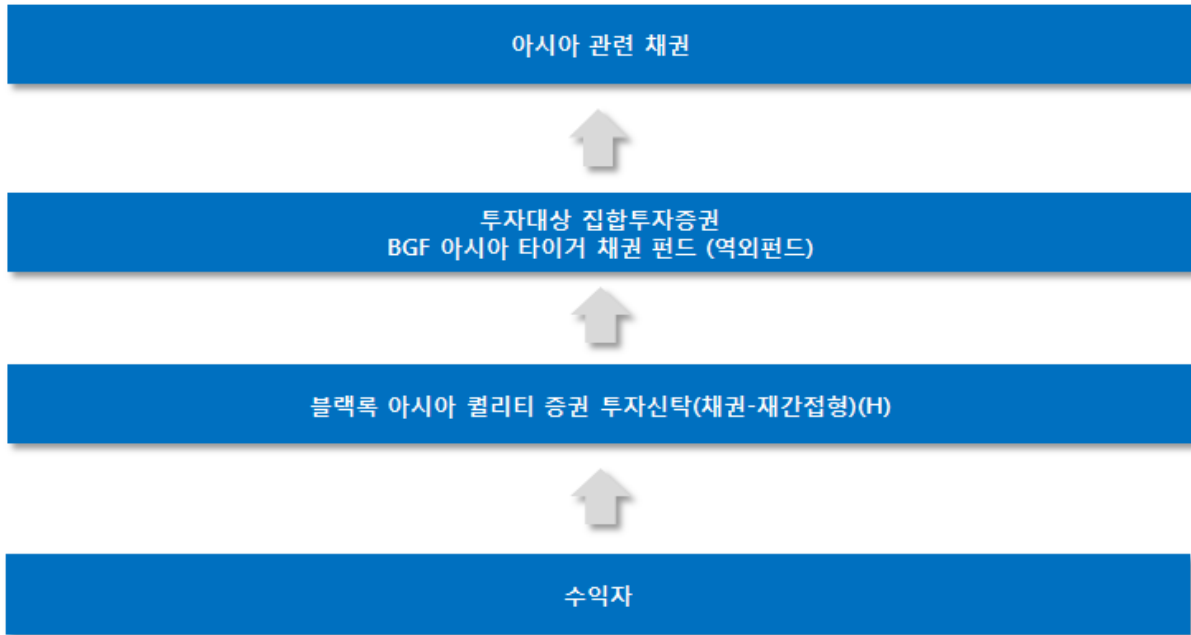 아시아 관련 채권
투자대상 집합투자증권
BGF 아시아 타이거 채권 펀드 (역외펀드)
블랙록 아시아 퀄리티 증권 투자신탁(채권-재간접형)(H)
수익자